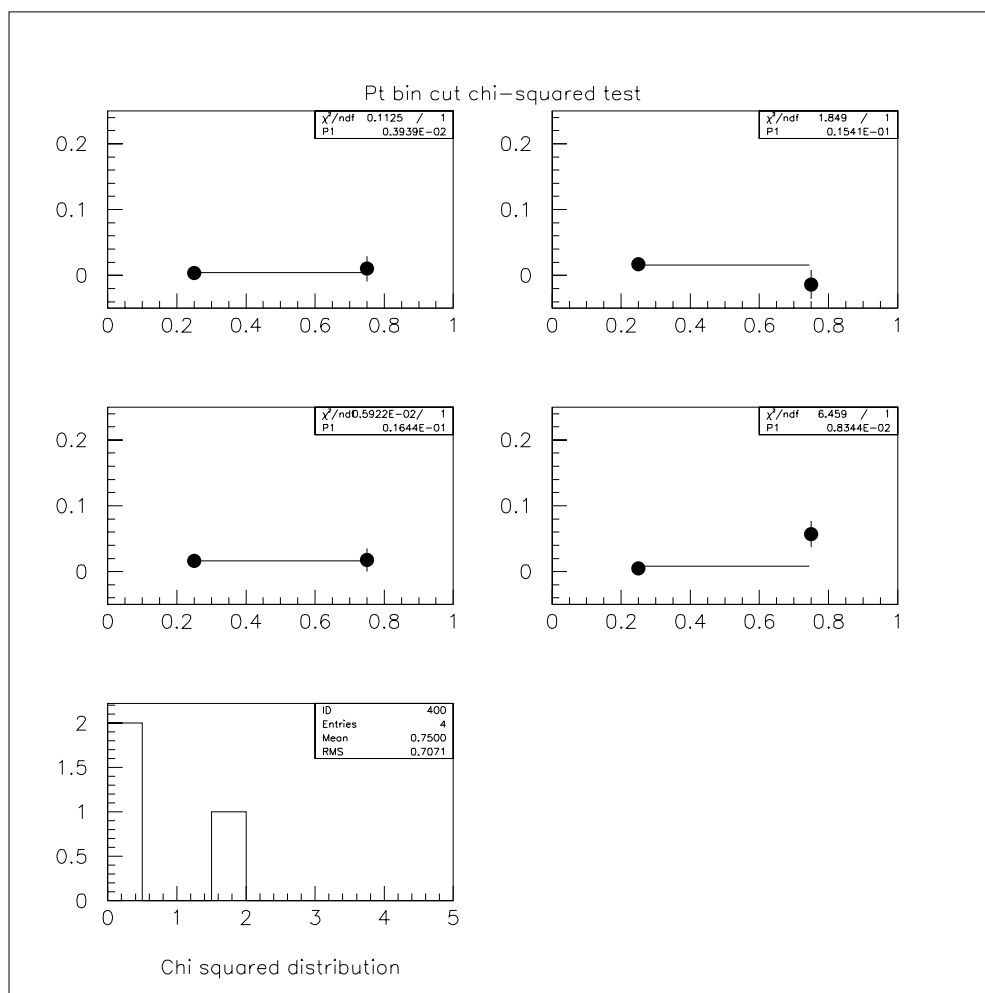 Pt bin cut chi-squared test
χ²/ndf 0.1125 / 1
P1 0.3939E-02
0.2
0.1
0
0 0.2 0.4 0.6 0.8 1
χ²/ndf 1.849 / 1
P1 0.1541E-01
0.2
0.1
0
0 0.2 0.4 0.6 0.8 1
χ²/ndf 0.5922E-02/ 1
P1 0.1644E-01
0.2
0.1
0
0 0.2 0.4 0.6 0.8 1
χ²/ndf 6.459 / 1
P1 0.8344E-02
0.2
0.1
0
0 0.2 0.4 0.6 0.8 1
ID 400
Entries 4
Mean 0.7500
RMS 0.7071
2
1.5
1
0.5
0
0 1 2 3 4 5
Chi squared distribution